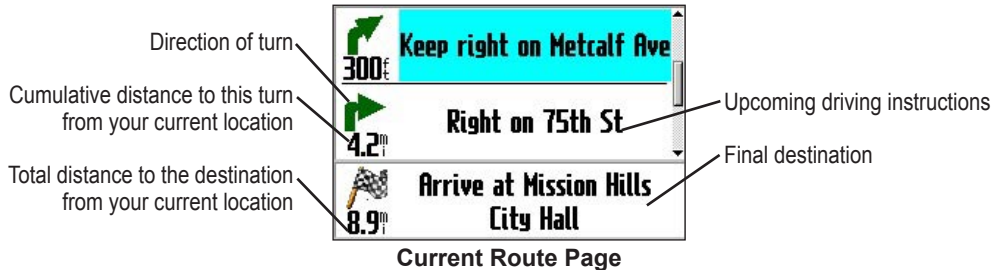 Direction of turn
Cumulative distance to this turn
from your current location
Total distance to the destination
from your current location
Keep right on Metcalf Ave
300ft
Right on 75th St
4.2mi
Arrive at Mission Hills
City Hall
8.9mi
Upcoming driving instructions
Final destination
Current Route Page